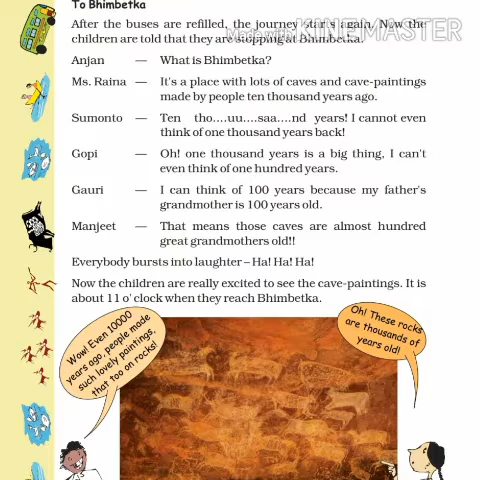 To Bhimbetka
After the buses are refilled, the journey starts again. Now the
children are told that they are stopping at Bhimbetka.
Made with KINEMASTER
Anjan — What is Bhimbetka?
Ms. Raina — It's a place with lots of caves and cave-paintings
made by people ten thousand years ago.
Sumonto — Ten tho....uu....saa....nd years! I cannot even
think of one thousand years back!
Gopi — Oh! one thousand years is a big thing, I can't
even think of one hundred years.
Gauri — I can think of 100 years because my father's
grandmother is 100 years old.
Manjeet — That means those caves are almost hundred
great grandmothers old!!
Everybody bursts into laughter – Ha! Ha! Ha!
Now the children are really excited to see the cave-paintings. It is
about 11 o' clock when they reach Bhimbetka.
Wow! Even 10000
years ago, people made
such lovely paintings,
that too on rocks!
Oh! These rocks
are thousands of
years old!